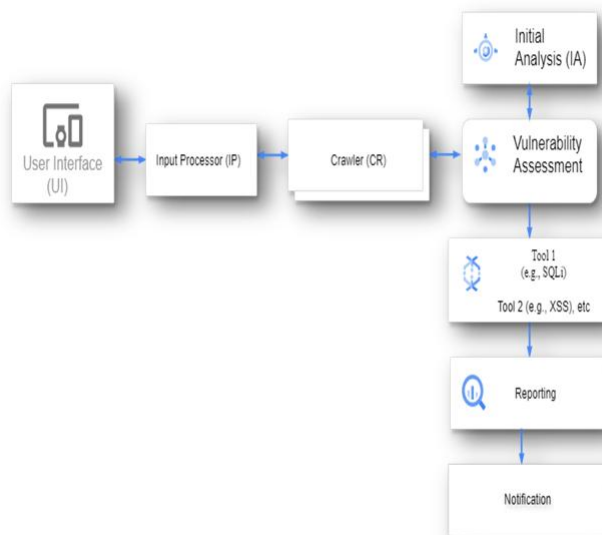 Initial
Analysis (IA)
User Interface
(UI)
Input Processor (IP)
Crawler (CR)
Vulnerability
Assessment
Tool 1
(e.g., SQLi)
Tool 2 (e.g., XSS), etc
Reporting
Notification